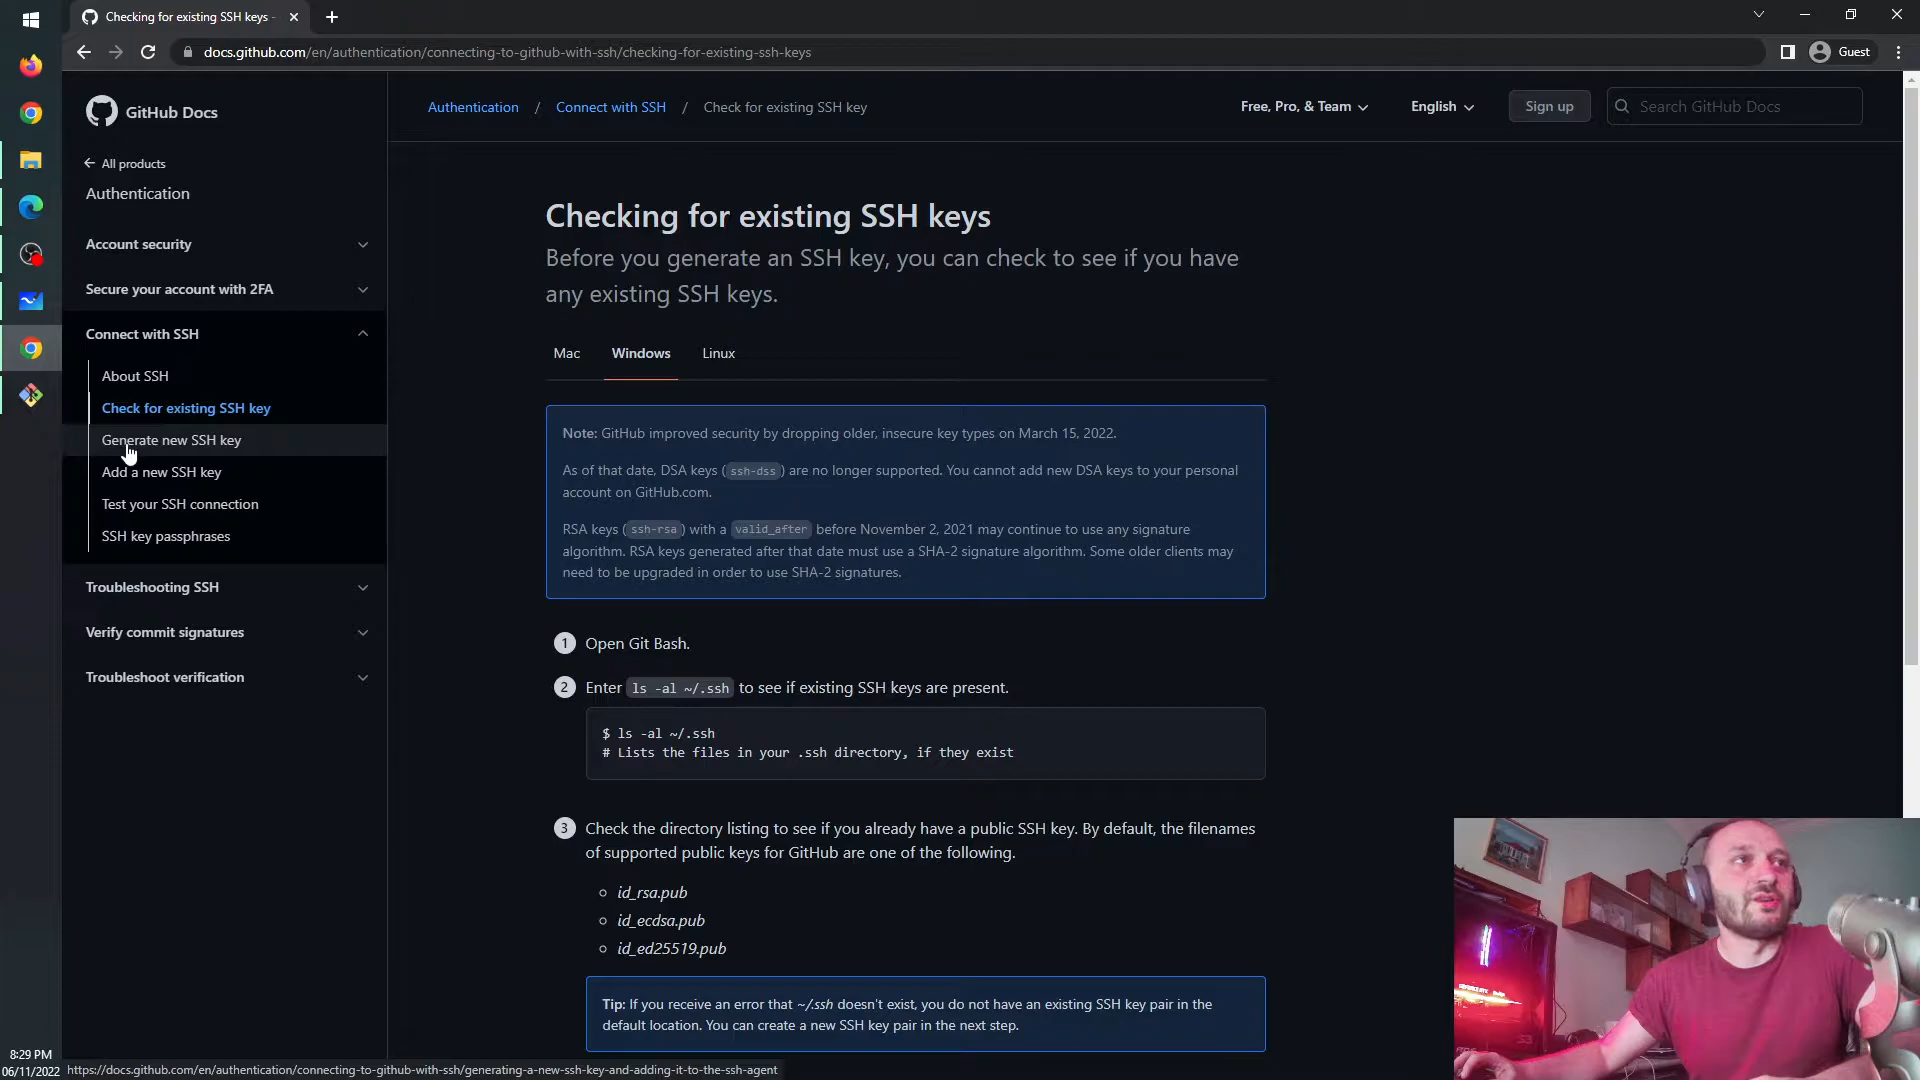 Checking for existing SSH keys -
docs.github.com/en/authentication/connecting-to-github-with-ssh/checking-for-existing-ssh-keys
Guest
GitHub Docs
Authentication / Connect with SSH / Check for existing SSH key
Free, Pro, & Team
English
Sign up
Search GitHub Docs
All products
Authentication
Account security
Secure your account with 2FA
Connect with SSH
About SSH
Check for existing SSH key
Generate new SSH key
Add a new SSH key
Test your SSH connection
SSH key passphrases
Troubleshooting SSH
Verify commit signatures
Troubleshoot verification
Checking for existing SSH keys
Before you generate an SSH key, you can check to see if you have
any existing SSH keys.
Mac Windows Linux
Note: GitHub improved security by dropping older, insecure key types on March 15, 2022.
As of that date, DSA keys (ssh-dss) are no longer supported. You cannot add new DSA keys to your personal
account on GitHub.com.
RSA keys (ssh-rsa) with a valid_after before November 2, 2021 may continue to use any signature
algorithm. RSA keys generated after that date must use a SHA-2 signature algorithm. Some older clients may
need to be upgraded in order to use SHA-2 signatures.
1 Open Git Bash.
2 Enter ls -al ~/.ssh to see if existing SSH keys are present.
$ ls -al ~/.ssh
# Lists the files in your .ssh directory, if they exist
3 Check the directory listing to see if you already have a public SSH key. By default, the filenames
of supported public keys for GitHub are one of the following.
id_rsa.pub
id_ecdsa.pub
id_ed25519.pub
Tip: If you receive an error that ~/.ssh doesn't exist, you do not have an existing SSH key pair in the
default location. You can create a new SSH key pair in the next step.
8:29 PM
06/11/2022
https://docs.github.com/en/authentication/connecting-to-github-with-ssh/generating-a-new-ssh-key-and-adding-it-to-the-ssh-agent